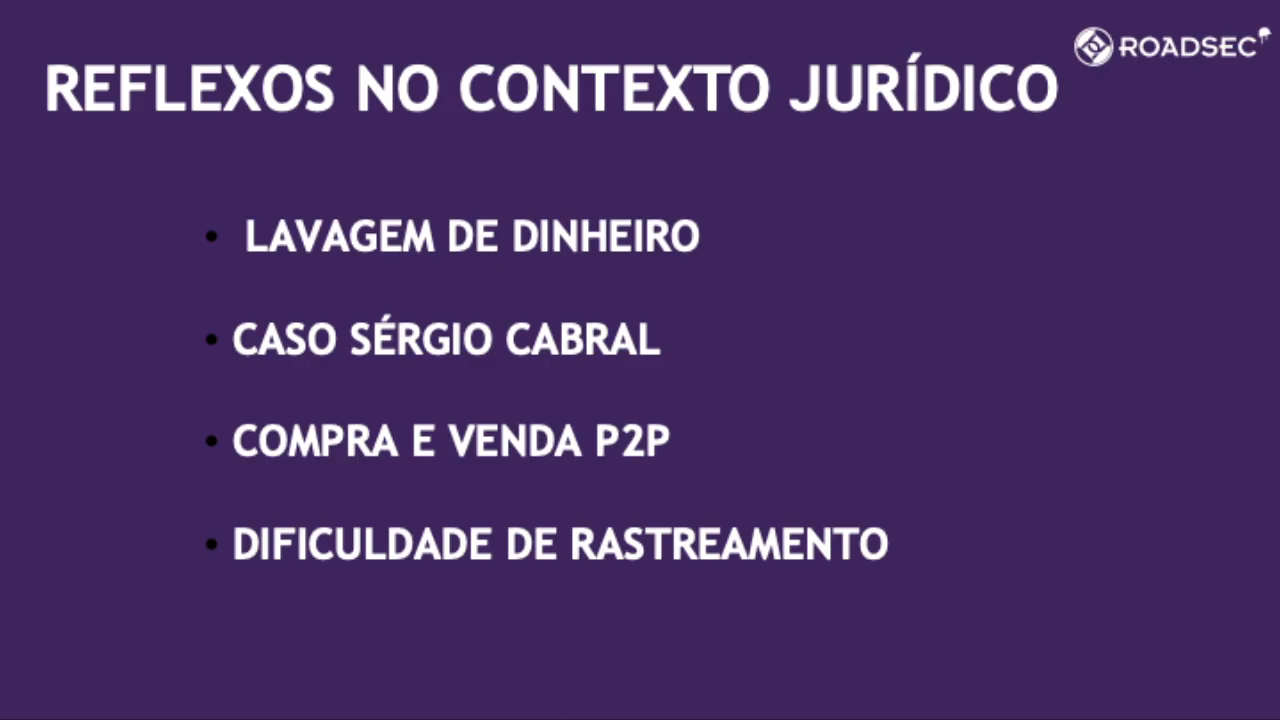 ROADSEC
REFLEXOS NO CONTEXTO JURÍDICO
• LAVAGEM DE DINHEIRO
• CASO SÉRGIO CABRAL
• COMPRA E VENDA P2P
• DIFICULDADE DE RASTREAMENTO